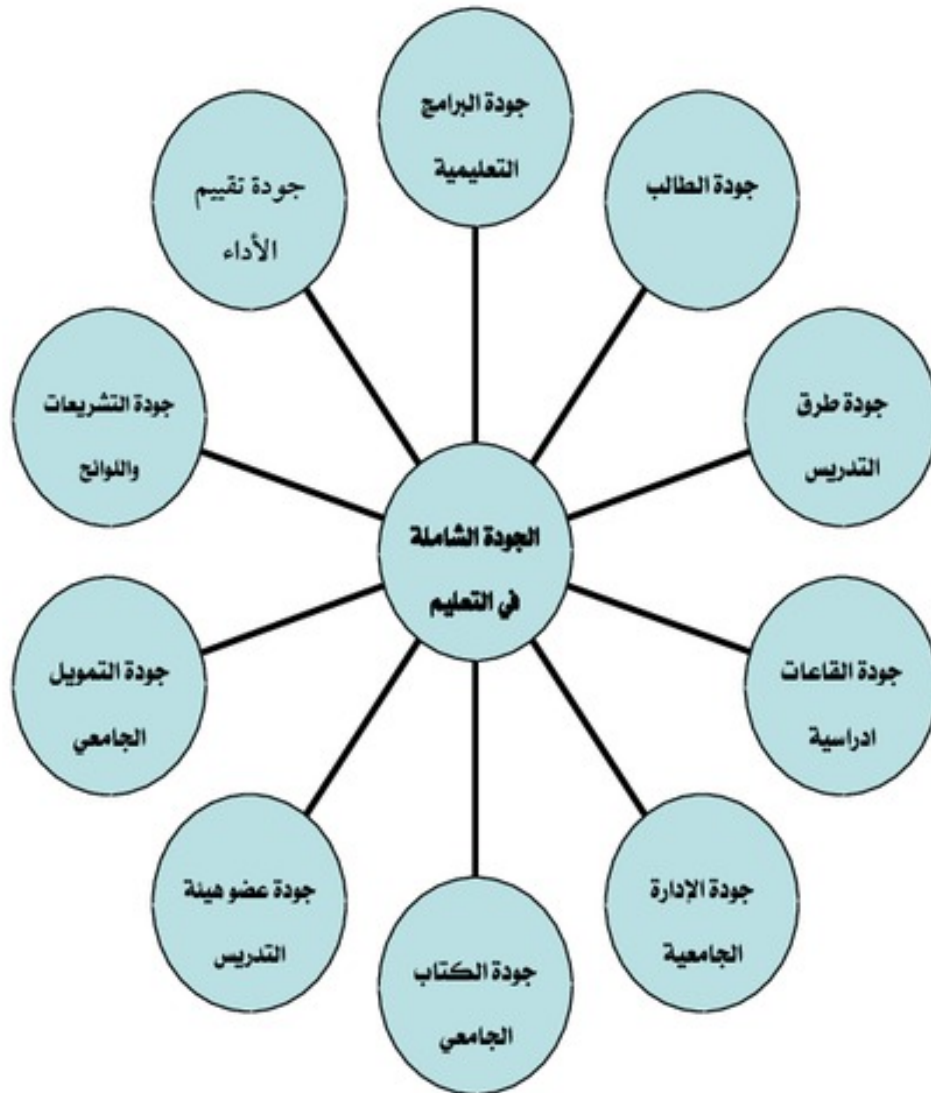 جودة البرامج
التعليمية
جودة الطالب
جودة طرق
التدريس
جودة القاعات
ادراسية
جودة الإدارة
الجامعية
جودة الكتاب
الجامعي
جودة عضو هيئة
التدريس
جودة التمويل
الجامعي
جودة التشريعات
واللوائح
جودة تقييم
الأداء
الجودة الشاملة
في التعليم